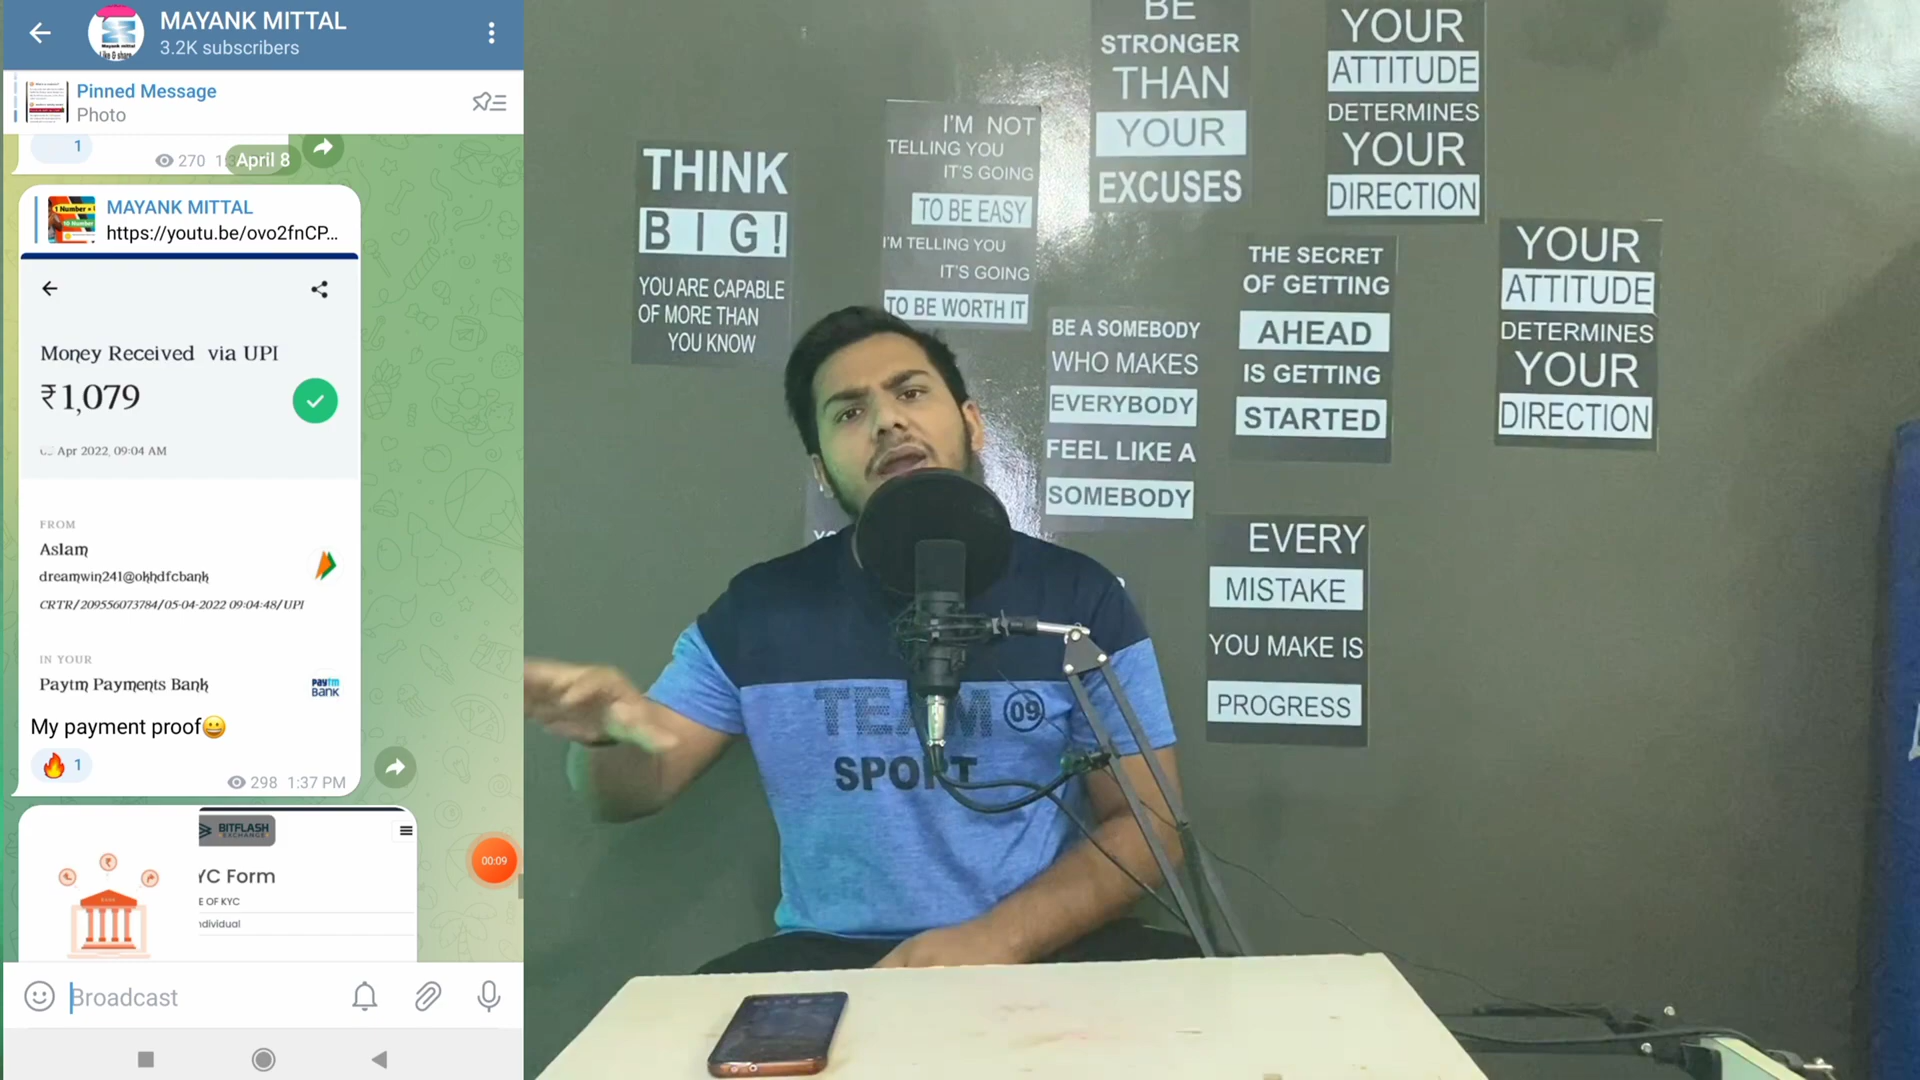 MAYANK MITTAL
3.2K subscribers
Pinned Message
Photo
1
270
April 8
MAYANK MITTAL
https://youtu.be/ovo2fnCP...
Money Received via UPI
₹1,079
Apr 2022, 09:04 AM
FROM
Aslam
dreamwin241@okhdfcbank
CRTR/209556073784/05-04-2022 09:04:48/UPI
IN YOUR
Paytm Payments Bank
paytm
BANK
My payment proof😀
🔥 1
298 1:37 PM
BITFLASH
EXCHANGE
YC Form
E OF KYC
ndividual
00:09
Broadcast
THINK
BIG!
YOU ARE CAPABLE
OF MORE THAN
YOU KNOW
I'M NOT
TELLING YOU
IT'S GOING
TO BE EASY
I'M TELLING YOU
IT'S GOING
TO BE WORTH IT
BE
STRONGER
THAN
YOUR
EXCUSES
YOUR
ATTITUDE
DETERMINES
YOUR
DIRECTION
BE A SOMEBODY
WHO MAKES
EVERYBODY
FEEL LIKE A
SOMEBODY
THE SECRET
OF GETTING
AHEAD
IS GETTING
STARTED
YOUR
ATTITUDE
DETERMINES
YOUR
DIRECTION
EVERY
MISTAKE
YOU MAKE IS
PROGRESS
TEAM 09
SPORT